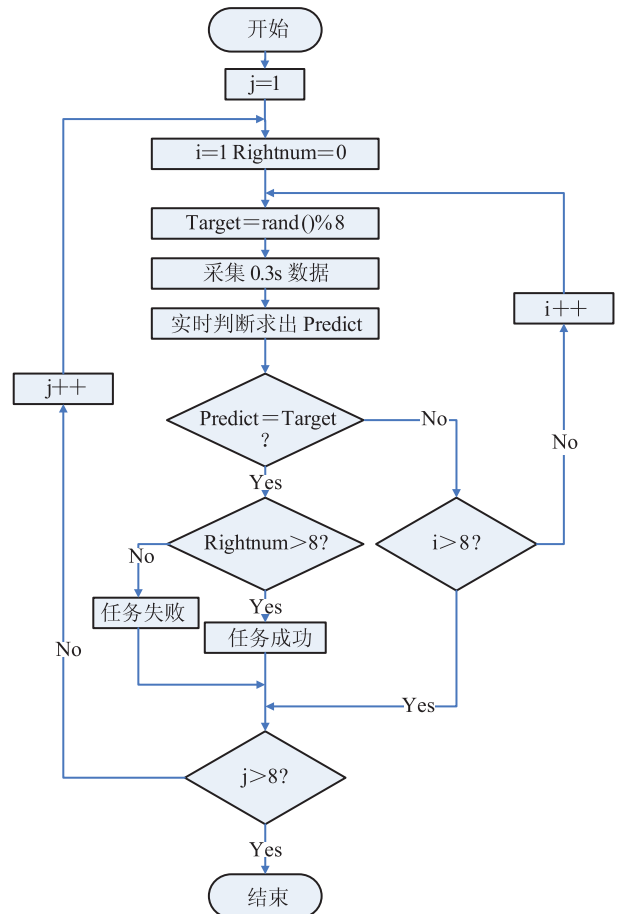 开始
j=1
i=1 Rightnum=0
Target=rand()%8
采集 0.3s 数据
实时判断求出 Predict
i++
j++
Predict=Target
?
No
No
Yes
Rightnum>8?
i>8?
No
Yes
任务失败
任务成功
No
Yes
j>8?
Yes
结束